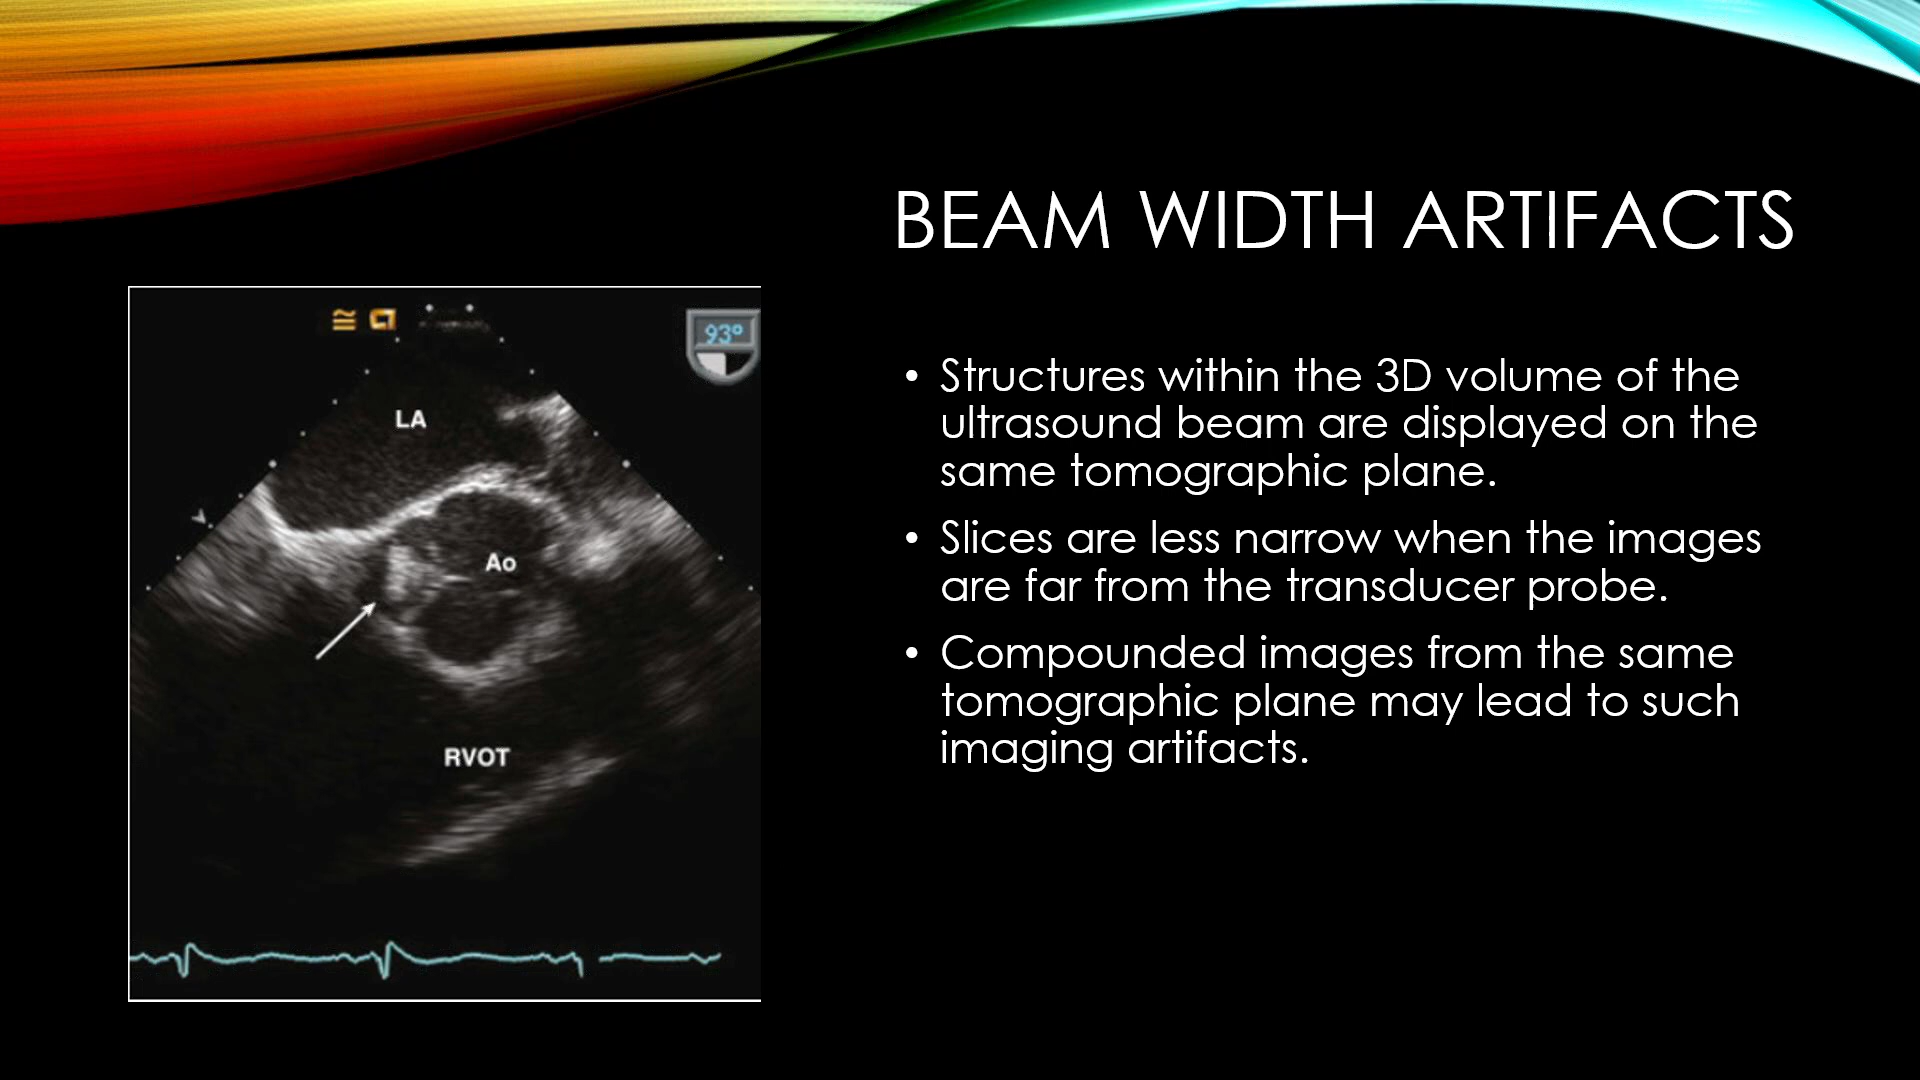 BEAM WIDTH ARTIFACTS
93°
LA
Ao
RVOT
• Structures within the 3D volume of the
ultrasound beam are displayed on the
same tomographic plane.
• Slices are less narrow when the images
are far from the transducer probe.
• Compounded images from the same
tomographic plane may lead to such
imaging artifacts.